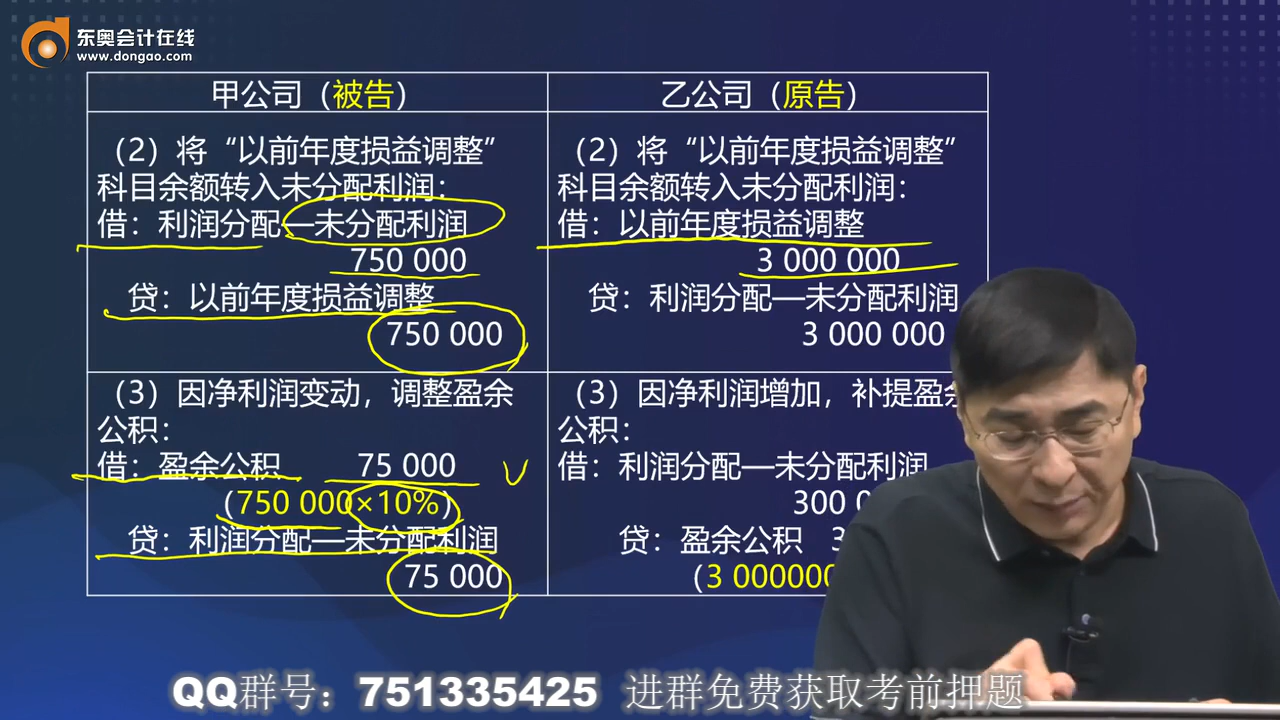 东奥会计在线
www.dongao.com
甲公司（被告）
乙公司（原告）
（2）将“以前年度损益调整”
科目余额转入未分配利润：
借：利润分配—未分配利润
750 000
贷：以前年度损益调整
750 000
（2）将“以前年度损益调整”
科目余额转入未分配利润：
借：以前年度损益调整
3 000 000
贷：利润分配—未分配利润
3 000 000
（3）因净利润变动，调整盈余
公积：
借：盈余公积 75 000
（750 000×10%）
贷：利润分配—未分配利润
75 000
（3）因净利润增加，补提盈余
公积：
借：利润分配—未分配利润
300
贷：盈余公积
（3 000000
QQ群号：751335425 进群免费获取考前押题